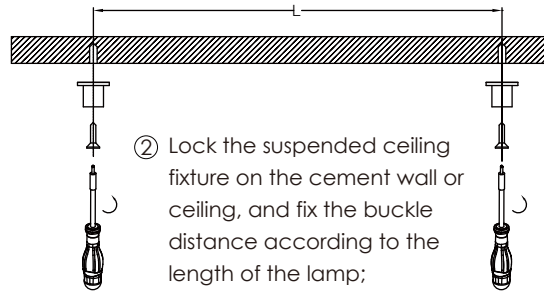 L
② Lock the suspended ceiling
fixture on the cement wall or
ceiling, and fix the buckle
distance according to the
length of the lamp;